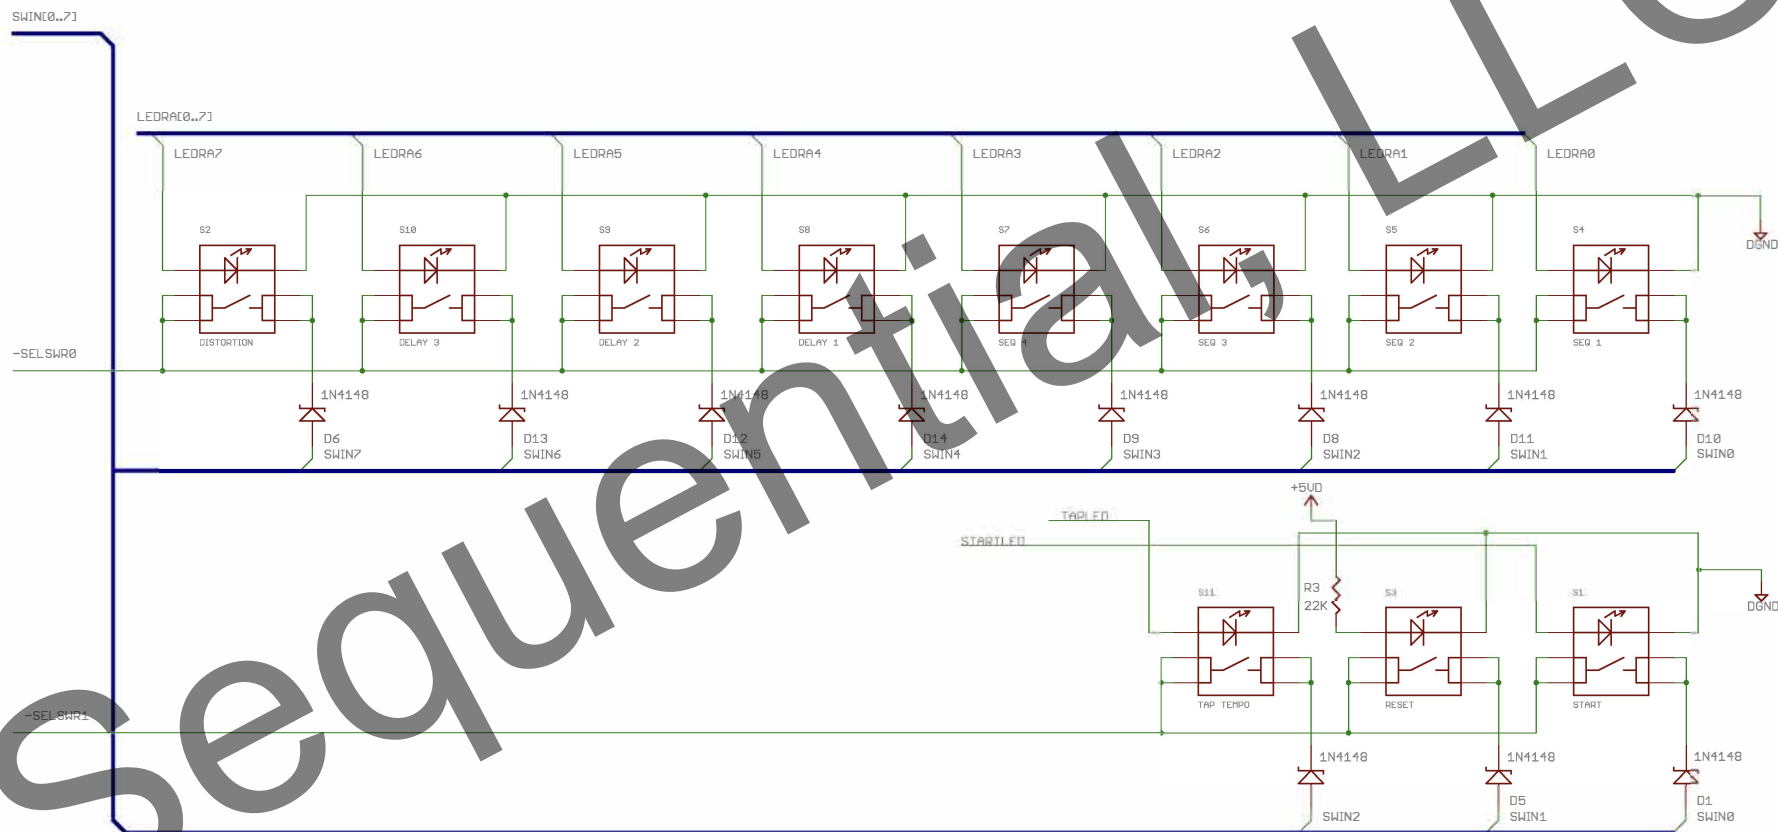 SWIN[0..7]
LEDRA[0..7]
LEDRA7 LEDRA6 LEDRA5 LEDRA4 LEDRA3 LEDRA2 LEDRA1 LEDRA0
S2 S10 S9 S8 S7 S6 S5 S4
DGND
DISTORTION DELAY 3 DELAY 2 DELAY 1 SEQ 4 SEQ 3 SEQ 2 SEQ 1
-SELSWR0
1N4148 1N4148 1N4148 1N4148 1N4148 1N4148 1N4148 1N4148
D6 D13 D12 D14 D9 D8 D11 D10
SWIN7 SWIN6 SWIN5 SWIN4 SWIN3 SWIN2 SWIN1 SWIN0
+5VD
TAPLED
STARTLED
R3
22K
S11 S3 S1
DGND
TAP TEMPO RESET START
-SELSWR1
1N4148 1N4148 1N4148
D5 D1
SWIN2 SWIN1 SWIN0
Sequential, LLC